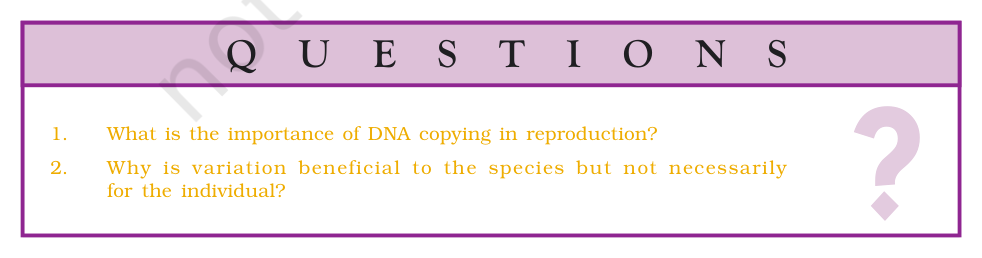 not
QUESTIONS
1. What is the importance of DNA copying in reproduction?
2. Why is variation beneficial to the species but not necessarily
for the individual?
?